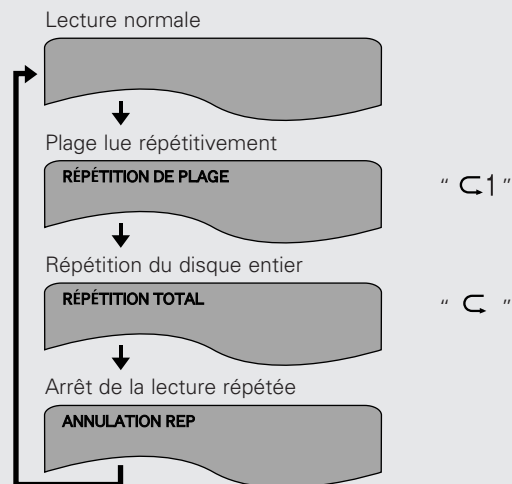 Lecture normale
Plage lue répétitivement
RÉPÉTITION DE PLAGE
“ ⊂1 ”
Répétition du disque entier
RÉPÉTITION TOTAL
“ ⊂ ”
Arrêt de la lecture répétée
ANNULATION REP